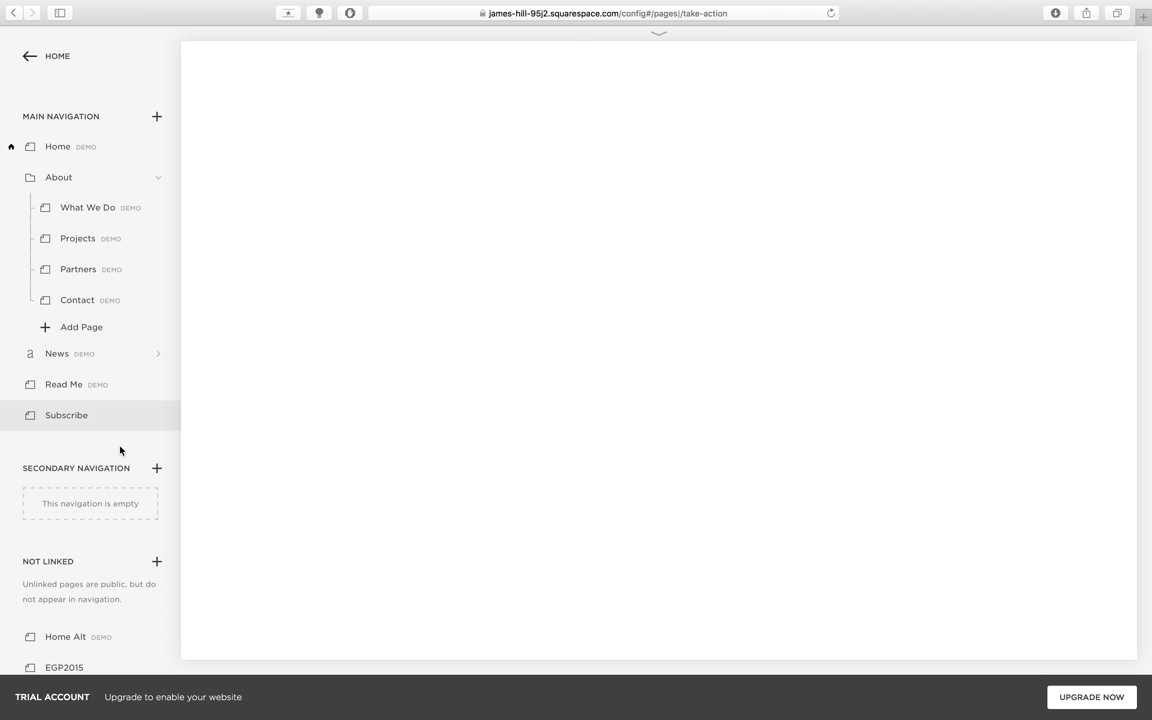 james-hill-95j2.squarespace.com/config#/pages|/take-action
HOME
MAIN NAVIGATION
Home DEMO
About
What We Do DEMO
Projects DEMO
Partners DEMO
Contact DEMO
Add Page
a News DEMO
Read Me DEMO
Subscribe
SECONDARY NAVIGATION
This navigation is empty
NOT LINKED
Unlinked pages are public, but do
not appear in navigation.
Home Alt DEMO
EGP2015
TRIAL ACCOUNT Upgrade to enable your website
UPGRADE NOW